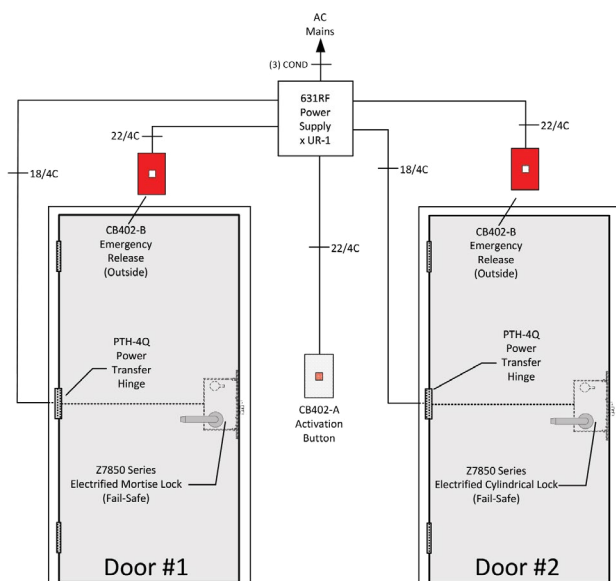 AC
Mains
(3) COND
631RF
Power
Supply
x UR-1
22/4C
22/4C
18/4C
18/4C
CB402-B
Emergency
Release
(Outside)
CB402-B
Emergency
Release
(Outside)
22/4C
PTH-4Q
Power
Transfer
Hinge
PTH-4Q
Power
Transfer
Hinge
CB402-A
Activation
Button
Z7850 Series
Electrified Mortise Lock
(Fail-Safe)
Z7850 Series
Electrified Cylindrical Lock
(Fail-Safe)
Door #1
Door #2